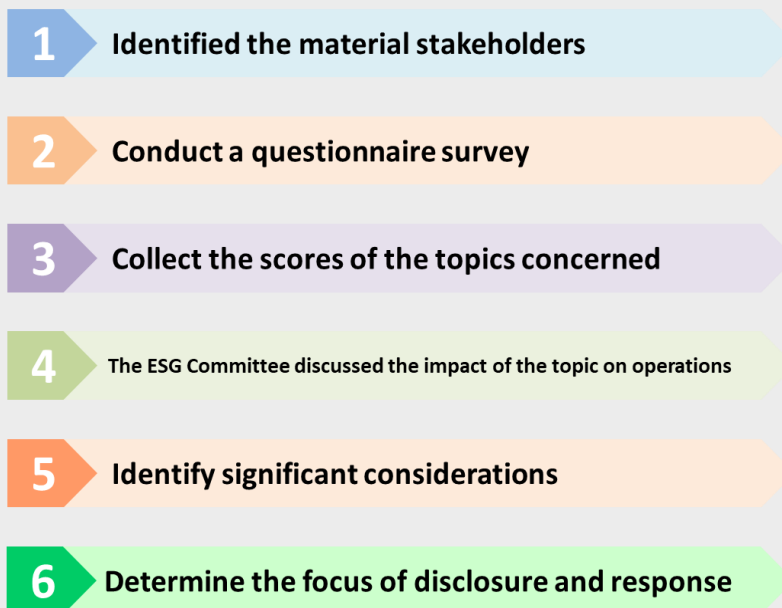 1 Identified the material stakeholders
2 Conduct a questionnaire survey
3 Collect the scores of the topics concerned
4 The ESG Committee discussed the impact of the topic on operations
5 Identify significant considerations
6 Determine the focus of disclosure and response